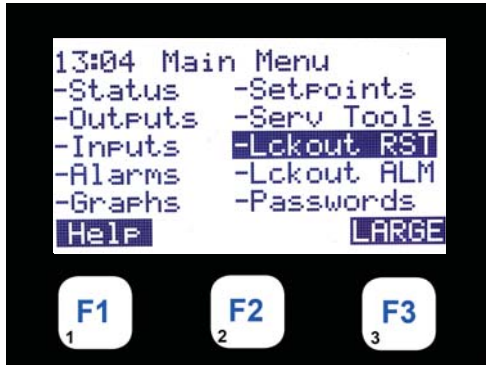 13:04 Main Menu
-Status -Setpoints
-Outputs -Serv Tools
-Inputs -Lckout RST
-Alarms -Lckout ALM
-Graphs -Passwords
Help LARGE
F1 F2 F3
1 2 3